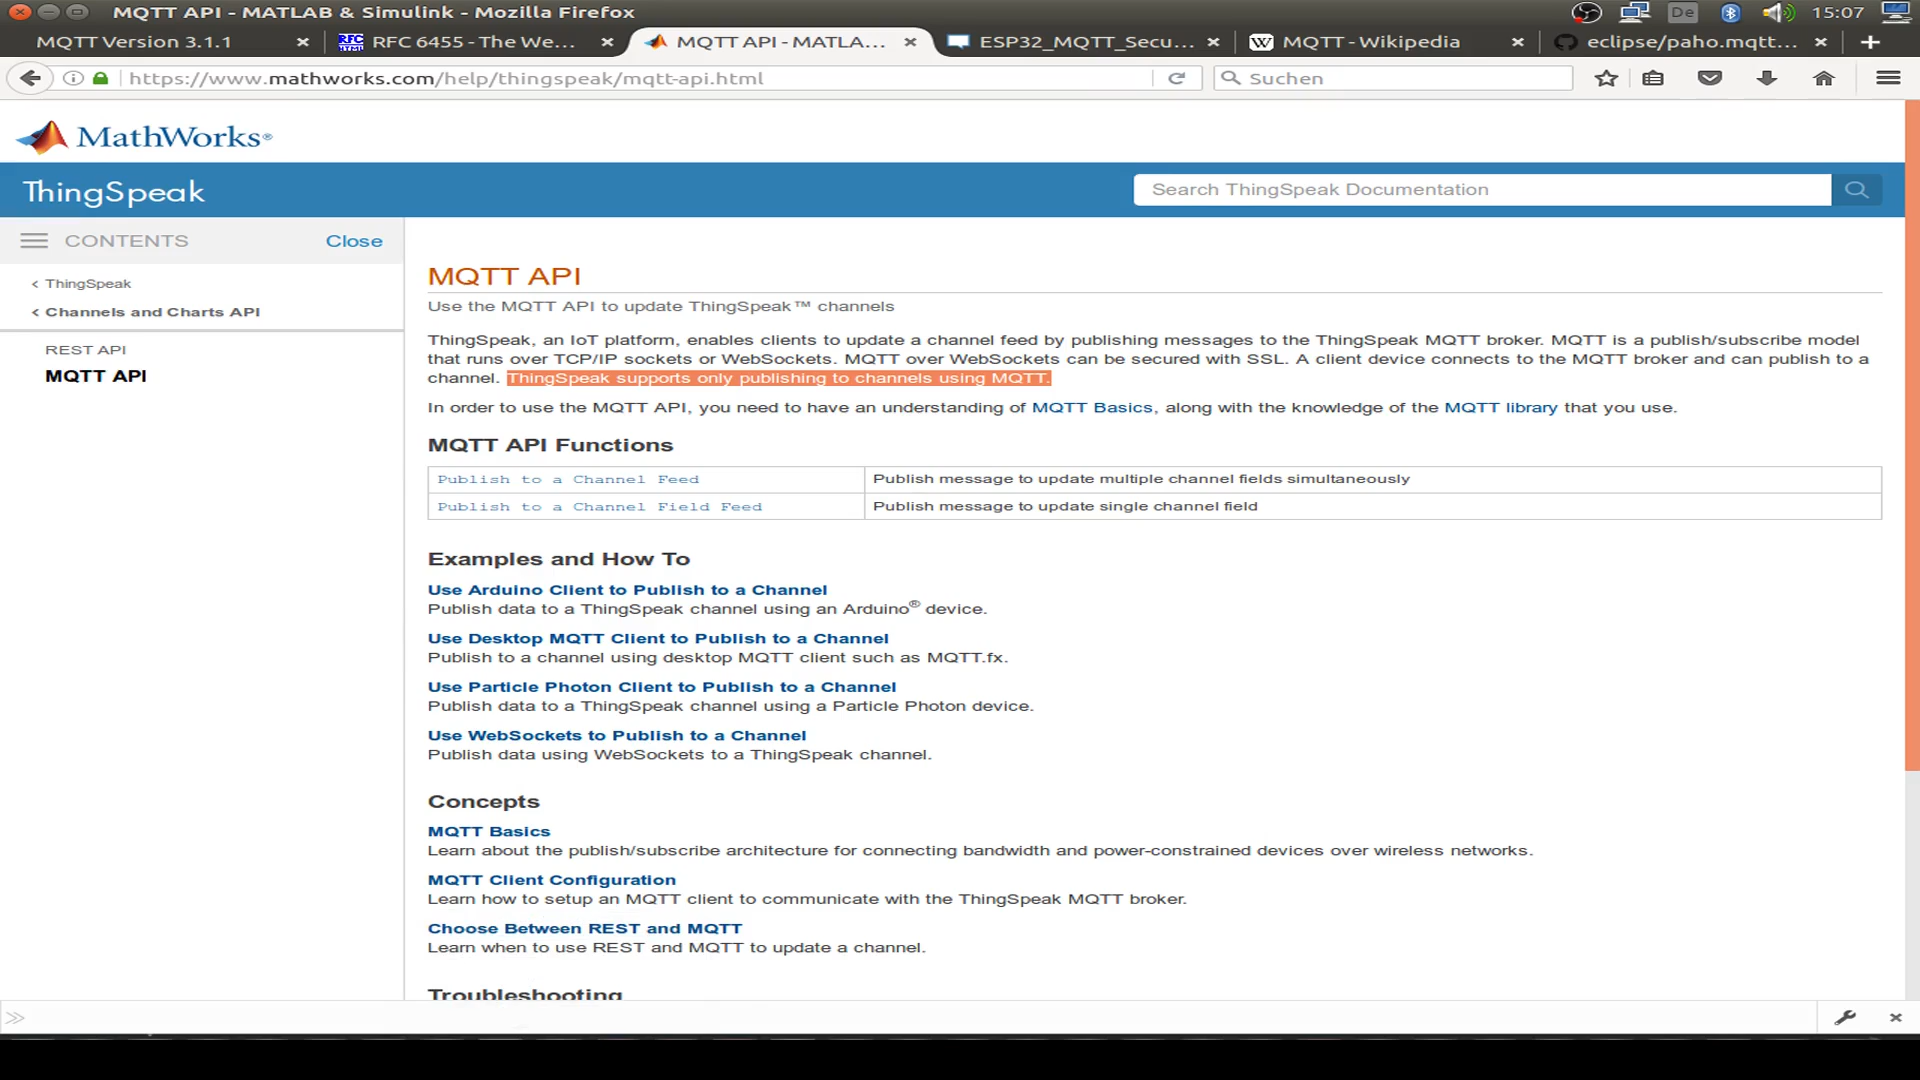 MQTT API - MATLAB & Simulink - Mozilla Firefox
De
15:07
MQTT Version 3.1.1
RFC 6455 - The We...
MQTT API - MATLA...
ESP32_MQTT_Secu...
MQTT - Wikipedia
eclipse/paho.mqtt...
https://www.mathworks.com/help/thingspeak/mqtt-api.html
Suchen
MathWorks®
ThingSpeak
Search ThingSpeak Documentation
CONTENTS
Close
< ThingSpeak
< Channels and Charts API
REST API
MQTT API
MQTT API
Use the MQTT API to update ThingSpeak™ channels
ThingSpeak, an IoT platform, enables clients to update a channel feed by publishing messages to the ThingSpeak MQTT broker. MQTT is a publish/subscribe model
that runs over TCP/IP sockets or WebSockets. MQTT over WebSockets can be secured with SSL. A client device connects to the MQTT broker and can publish to a
channel. ThingSpeak supports only publishing to channels using MQTT.
In order to use the MQTT API, you need to have an understanding of MQTT Basics, along with the knowledge of the MQTT library that you use.
MQTT API Functions
Publish to a Channel Feed
Publish message to update multiple channel fields simultaneously
Publish to a Channel Field Feed
Publish message to update single channel field
Examples and How To
Use Arduino Client to Publish to a Channel
Publish data to a ThingSpeak channel using an Arduino® device.
Use Desktop MQTT Client to Publish to a Channel
Publish to a channel using desktop MQTT client such as MQTT.fx.
Use Particle Photon Client to Publish to a Channel
Publish data to a ThingSpeak channel using a Particle Photon device.
Use WebSockets to Publish to a Channel
Publish data using WebSockets to a ThingSpeak channel.
Concepts
MQTT Basics
Learn about the publish/subscribe architecture for connecting bandwidth and power-constrained devices over wireless networks.
MQTT Client Configuration
Learn how to setup an MQTT client to communicate with the ThingSpeak MQTT broker.
Choose Between REST and MQTT
Learn when to use REST and MQTT to update a channel.
Troubleshooting